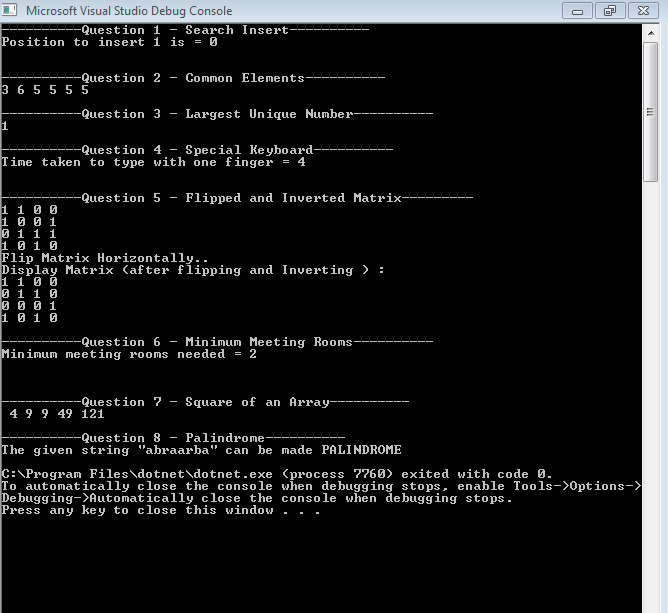 Microsoft Visual Studio Debug Console
----------Question 1 - Search Insert----------
Position to insert 1 is = 0
----------Question 2 - Common Elements----------
3 6 5 5 5 5
----------Question 3 - Largest Unique Number----------
1
----------Question 4 - Special Keyboard----------
Time taken to type with one finger = 4
----------Question 5 - Flipped and Inverted Matrix---------
1 1 0 0
1 0 0 1
0 1 1 1
1 0 1 0
Flip Matrix Horizontally..
Display Matrix (after flipping and Inverting ) :
1 1 0 0
0 1 1 0
0 0 0 1
1 0 1 0
----------Question 6 - Minimum Meeting Rooms----------
Minimum meeting rooms needed = 2
----------Question 7 - Square of an Array----------
4 9 9 49 121
----------Question 8 - Palindrome----------
The given string "abraarba" can be made PALINDROME
C:\Program Files\dotnet\dotnet.exe (process 7760) exited with code 0.
To automatically close the console when debugging stops, enable Tools->Options->
Debugging->Automatically close the console when debugging stops.
Press any key to close this window . . .